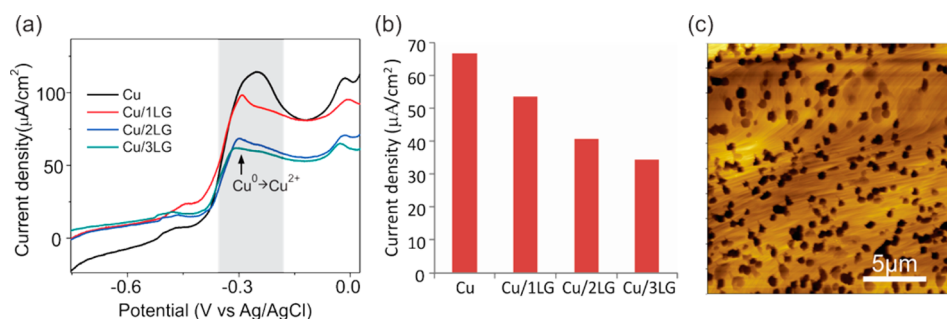 (a)
Current density(μA/cm²)
100
50
0
Cu
Cu/1LG
Cu/2LG
Cu/3LG
Cu⁰→Cu²⁺
-0.6
-0.3
0.0
Potential (V vs Ag/AgCl)
(b)
Current density (μA/cm²)
70
60
50
40
30
20
10
0
Cu
Cu/1LG
Cu/2LG
Cu/3LG
(c)
5μm